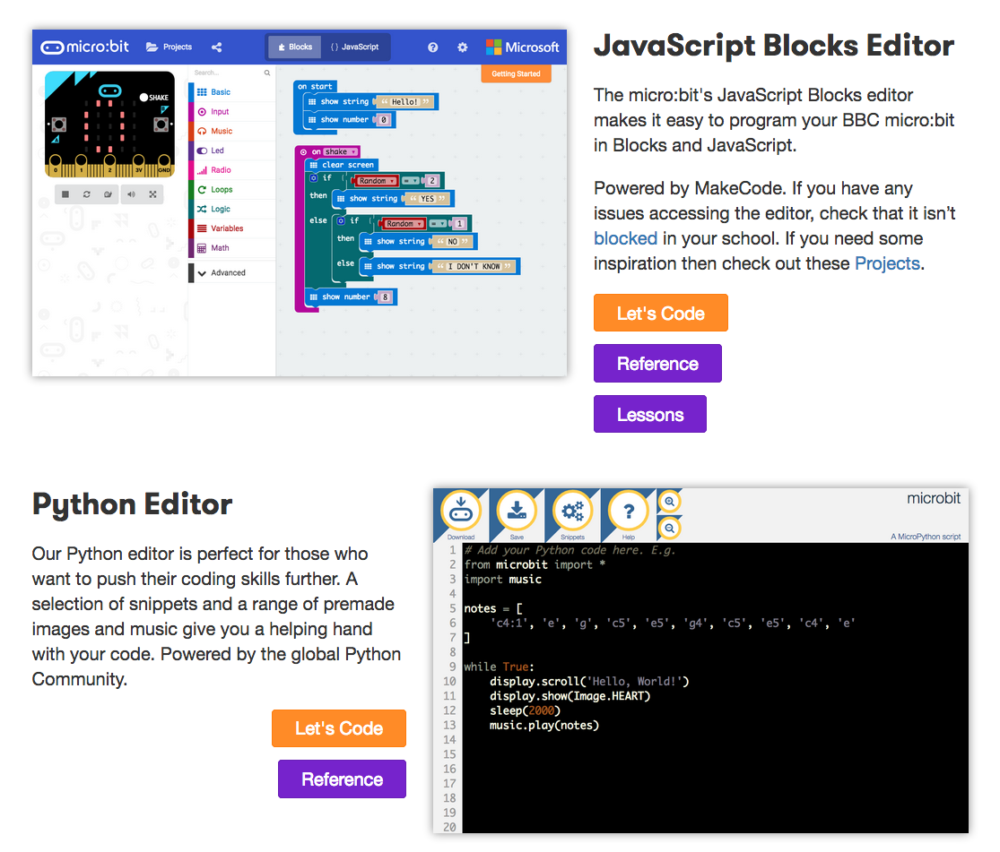 micro:bit Projects Blocks { } JavaScript ? Microsoft
Getting Started
SHAKE
0 1 2 3V GND
Search...
Basic
Input
Music
Led
Radio
Loops
Logic
Variables
Math
Advanced
on start
show string “ Hello! ”
show number 0
on shake
clear screen
if Random = 2
then show string “ YES ”
else if Random = 1
then show string “ NO ”
else show string “ I DON'T KNOW ”
show number 8
JavaScript Blocks Editor
The micro:bit's JavaScript Blocks editor
makes it easy to program your BBC micro:bit
in Blocks and JavaScript.
Powered by MakeCode. If you have any
issues accessing the editor, check that it isn’t
blocked in your school. If you need some
inspiration then check out these Projects.
Let's Code
Reference
Lessons
Python Editor
Our Python editor is perfect for those who
want to push their coding skills further. A
selection of snippets and a range of premade
images and music give you a helping hand
with your code. Powered by the global Python
Community.
Let's Code
Reference
Download Save Snippets ? Help
microbit
A MicroPython script
1 # Add your Python code here. E.g.
2 from microbit import *
3 import music
4
5 notes = [
6 'c4:1', 'e', 'g', 'c5', 'e5', 'g4', 'c5', 'e5', 'c4', 'e'
7 ]
8
9 while True:
10 display.scroll('Hello, World!')
11 display.show(Image.HEART)
12 sleep(2000)
13 music.play(notes)
14
15
16
17
18
19
20